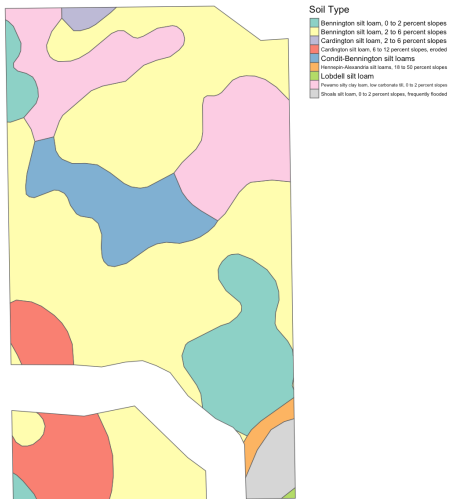 Soil Type
Bennington silt loam, 0 to 2 percent slopes
Bennington silt loam, 2 to 6 percent slopes
Cardington silt loam, 2 to 6 percent slopes
Cardington silt loam, 6 to 12 percent slopes, eroded
Condit-Bennington silt loams
Hennepin-Alexandria silt loams, 18 to 50 percent slopes
Lobdell silt loam
Pewamo silty clay loam, low carbonate till, 0 to 2 percent slopes
Shoals silt loam, 0 to 2 percent slopes, frequently flooded